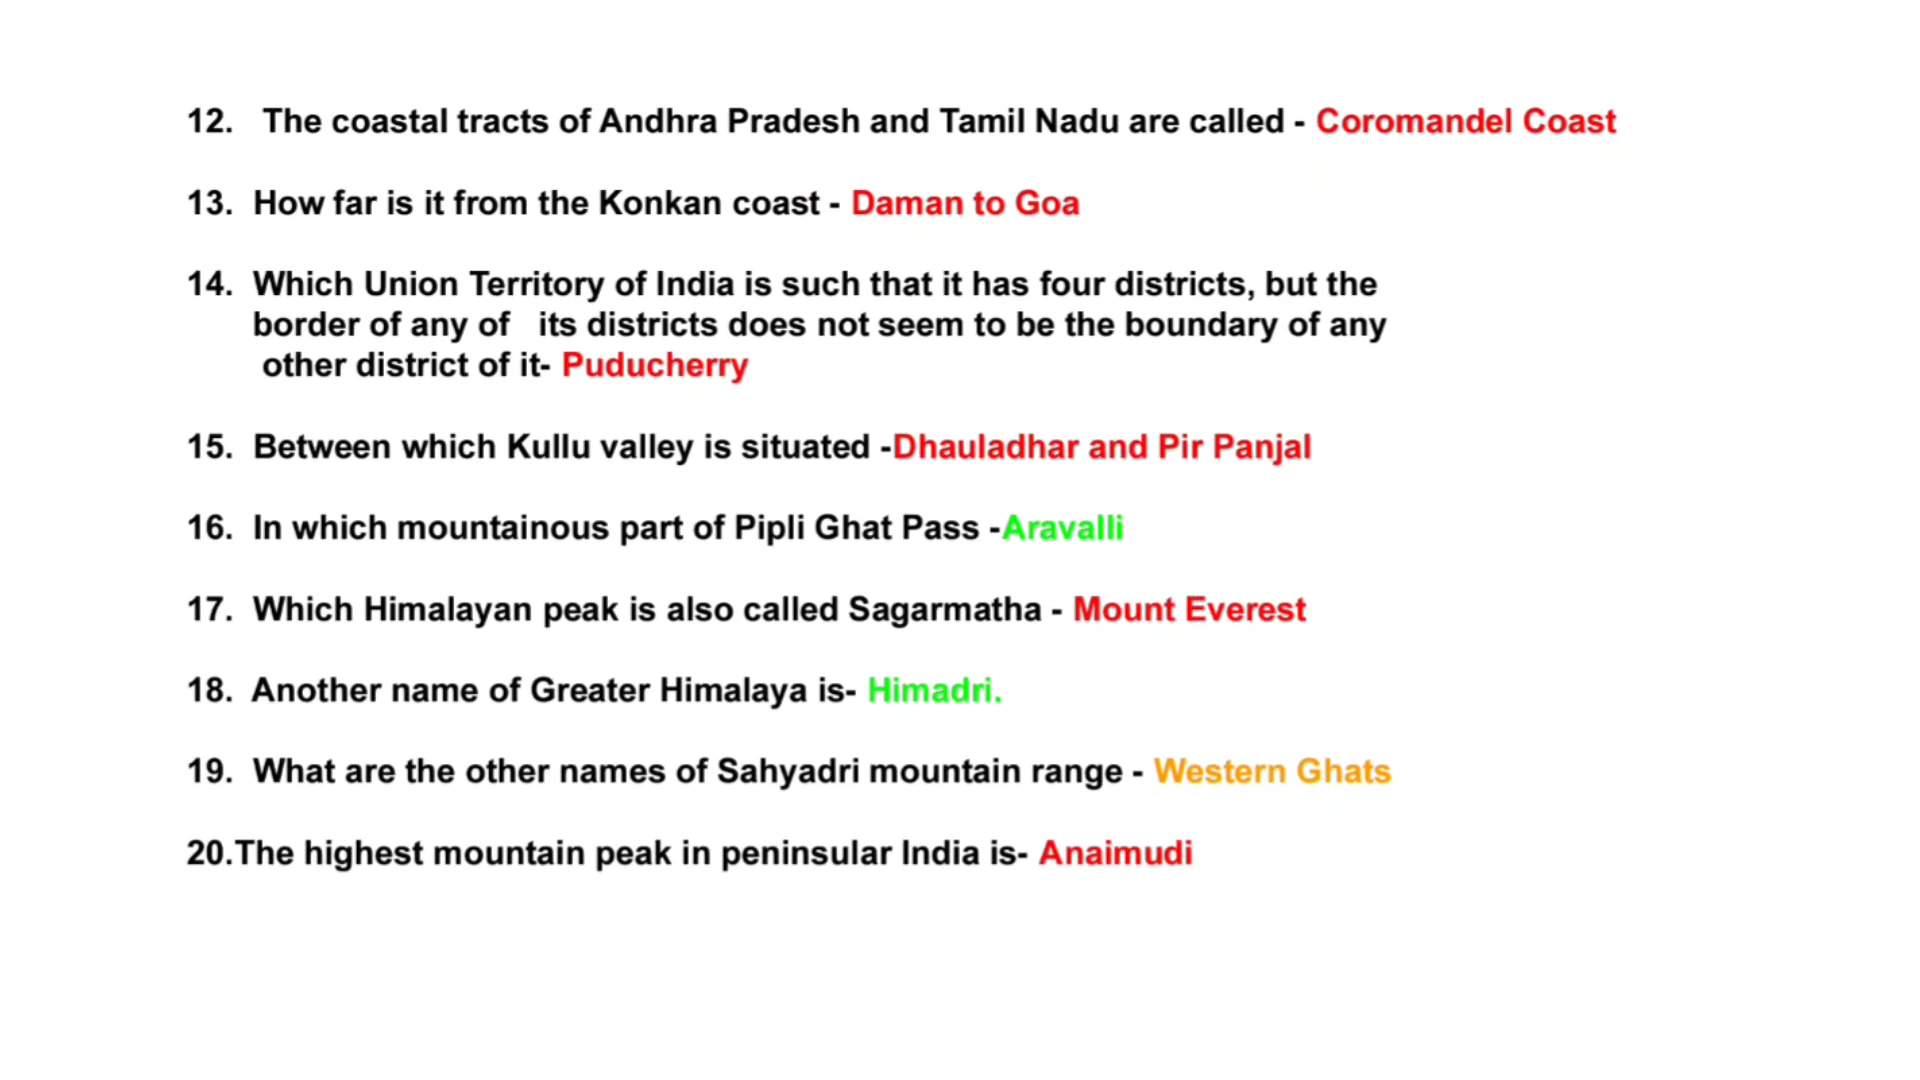 12. The coastal tracts of Andhra Pradesh and Tamil Nadu are called - Coromandel Coast
13. How far is it from the Konkan coast - Daman to Goa
14. Which Union Territory of India is such that it has four districts, but the
border of any of its districts does not seem to be the boundary of any
other district of it- Puducherry
15. Between which Kullu valley is situated -Dhauladhar and Pir Panjal
16. In which mountainous part of Pipli Ghat Pass -Aravalli
17. Which Himalayan peak is also called Sagarmatha - Mount Everest
18. Another name of Greater Himalaya is- Himadri.
19. What are the other names of Sahyadri mountain range - Western Ghats
20.The highest mountain peak in peninsular India is- Anaimudi